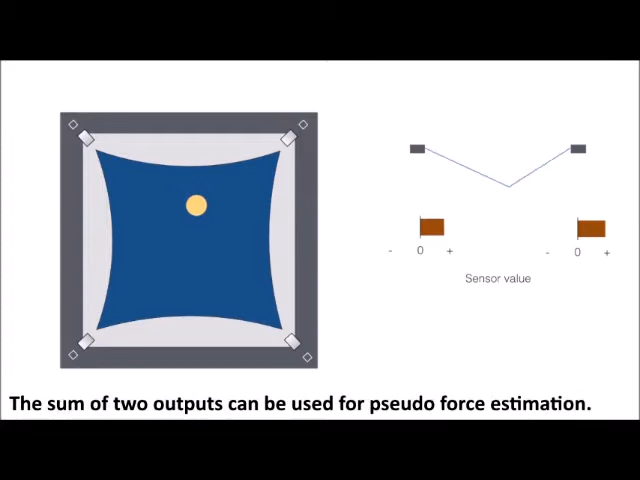 - 0 +
- 0 +
Sensor value
The sum of two outputs can be used for pseudo force estimation.